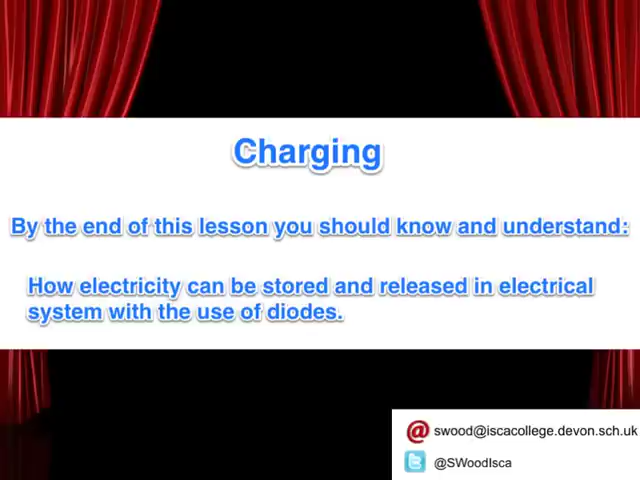 Charging
By the end of this lesson you should know and understand:
How electricity can be stored and released in electrical
system with the use of diodes.
@ swood@iscacollege.devon.sch.uk
@SWoodIsca